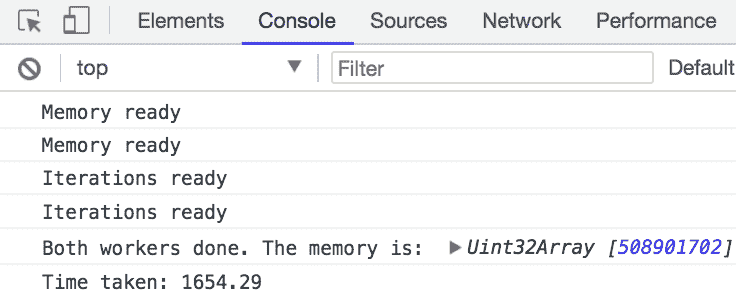 Elements Console Sources Network Performance
top Filter Default
Memory ready
Memory ready
Iterations ready
Iterations ready
Both workers done. The memory is: Uint32Array [508901702]
Time taken: 1654.29